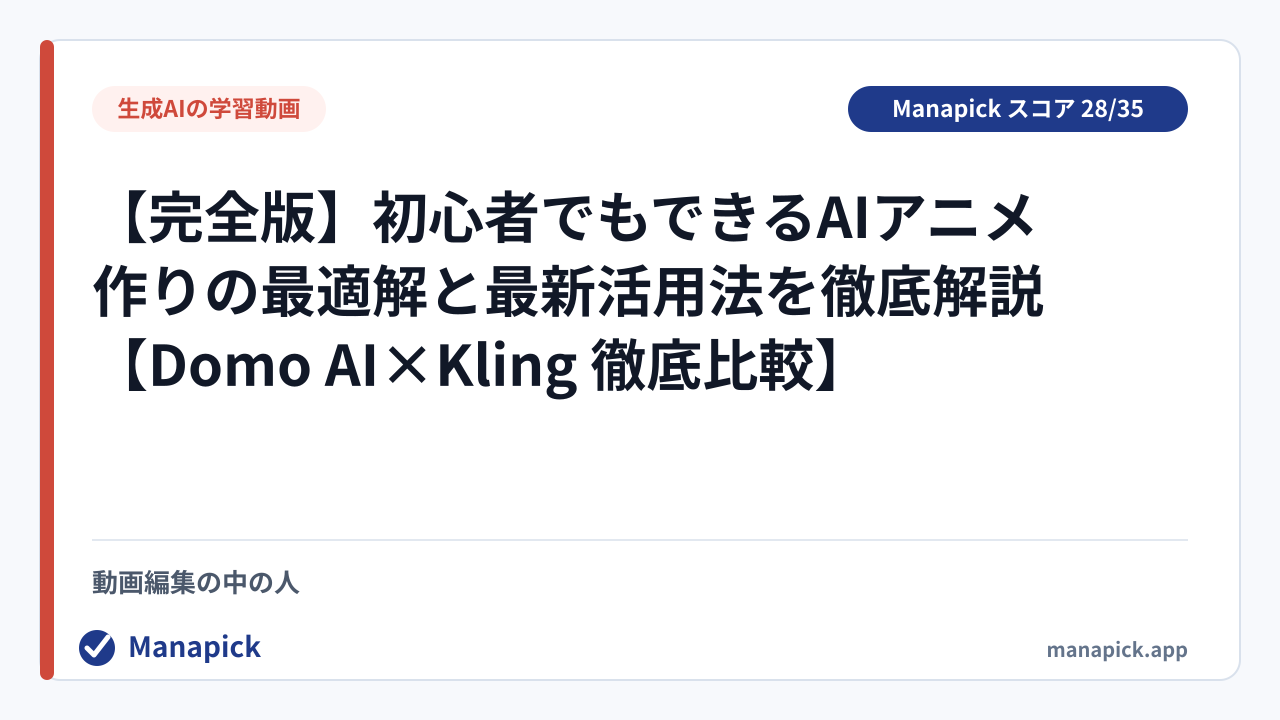 生成AIの学習動画
Manapick スコア 28/35
【完全版】初心者でもできるAIアニメ
作りの最適解と最新活用法を徹底解説
【Domo AI×Kling 徹底比較】
動画編集の中の人
Manapick
manapick.app